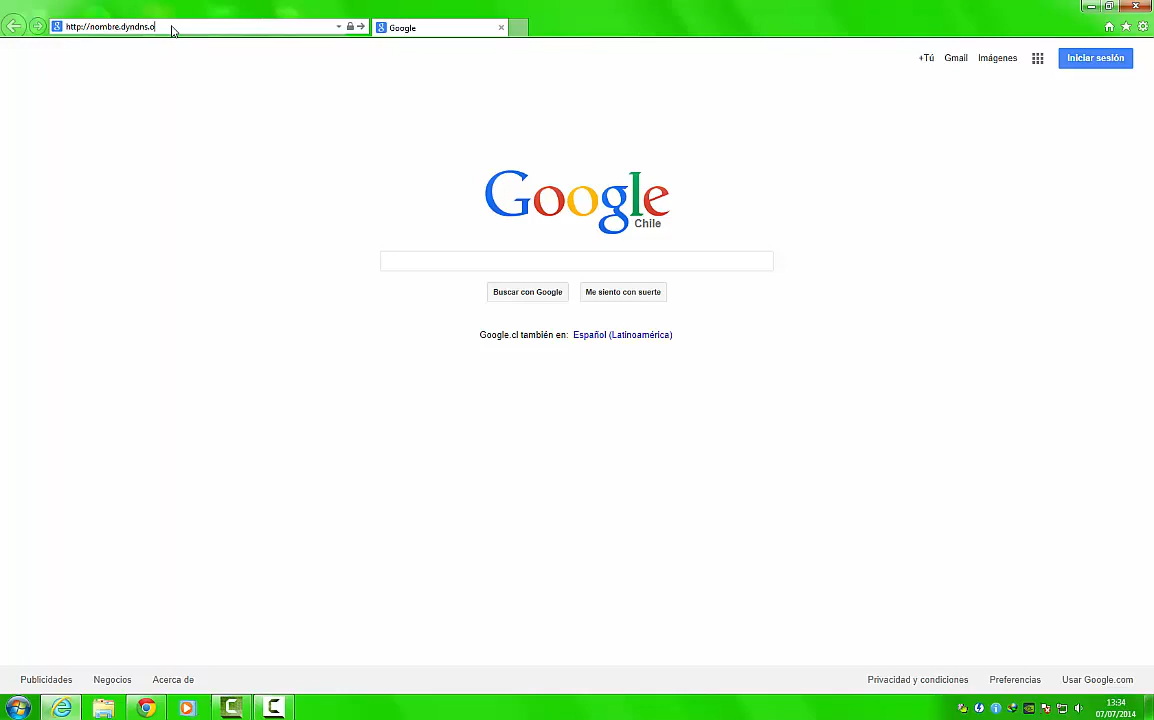 http://nombre.dyndns.o
Google
+Tú Gmail Imágenes Iniciar sesión
Google
Chile
Buscar con Google Me siento con suerte
Google.cl también en: Español (Latinoamérica)
Publicidades Negocios Acerca de Privacidad y condiciones Preferencias Usar Google.com
13:34
07/07/2014